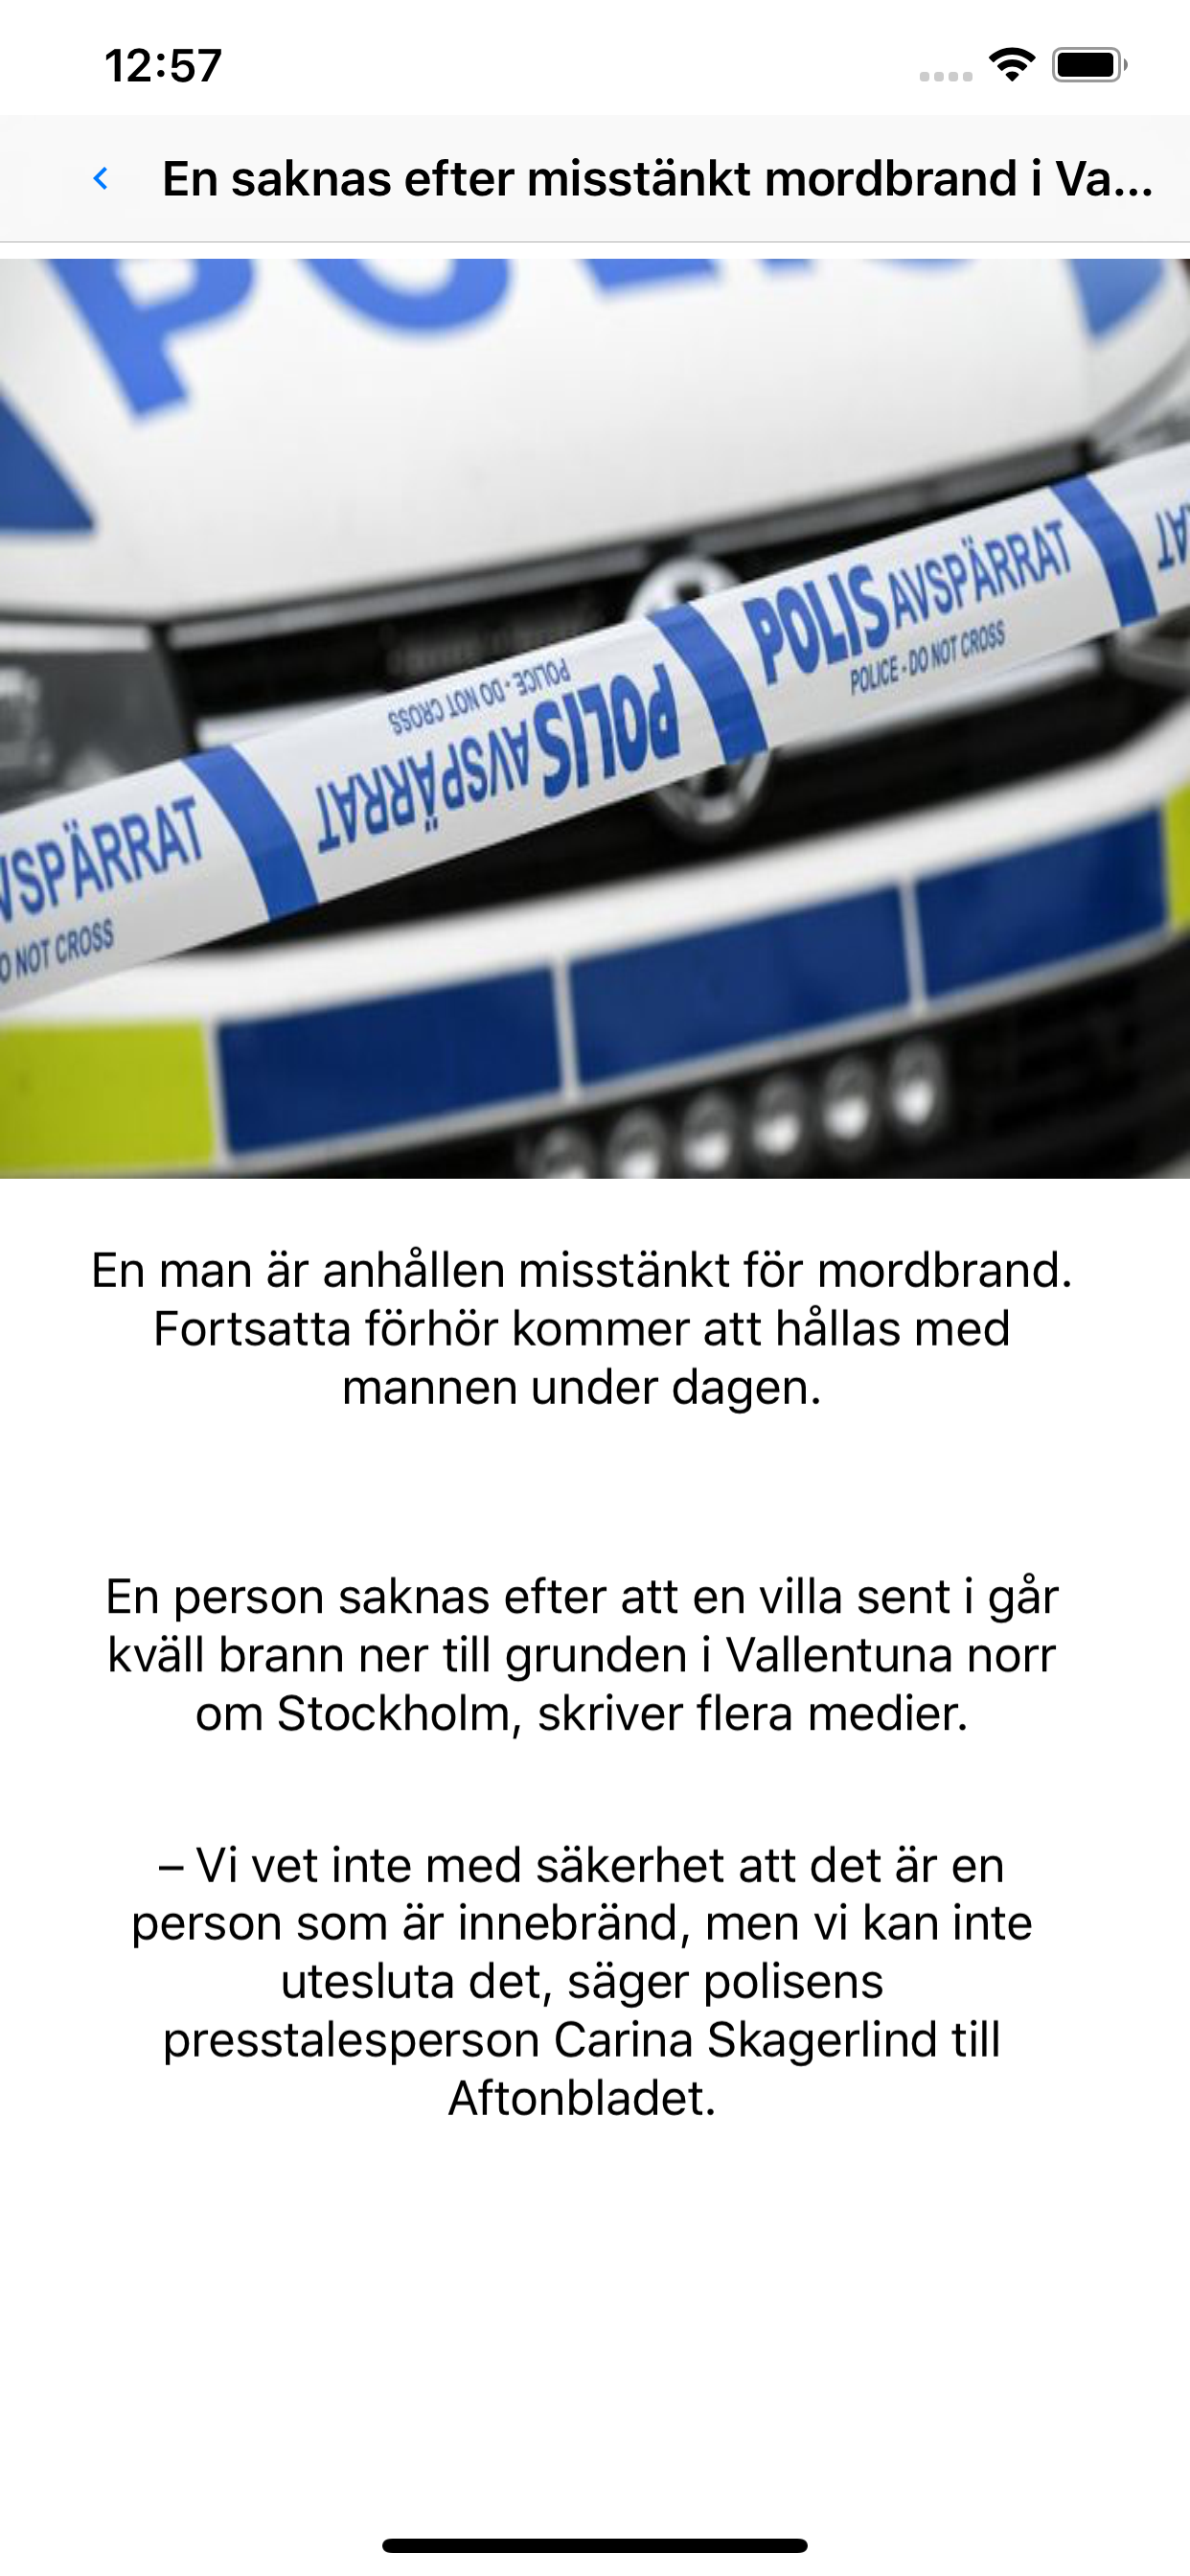 12:57
En saknas efter misstänkt mordbrand i Va...
POLIS
POLIS AVSPÄRRAT
POLICE - DO NOT CROSS
POLICE - DO NOT CROSS
POLIS AVSPÄRRAT
VSPÄRRAT
O NOT CROSS
En man är anhållen misstänkt för mordbrand.
Fortsatta förhör kommer att hållas med
mannen under dagen.
En person saknas efter att en villa sent i går
kväll brann ner till grunden i Vallentuna norr
om Stockholm, skriver flera medier.
– Vi vet inte med säkerhet att det är en
person som är innebränd, men vi kan inte
utesluta det, säger polisens
presstalesperson Carina Skagerlind till
Aftonbladet.